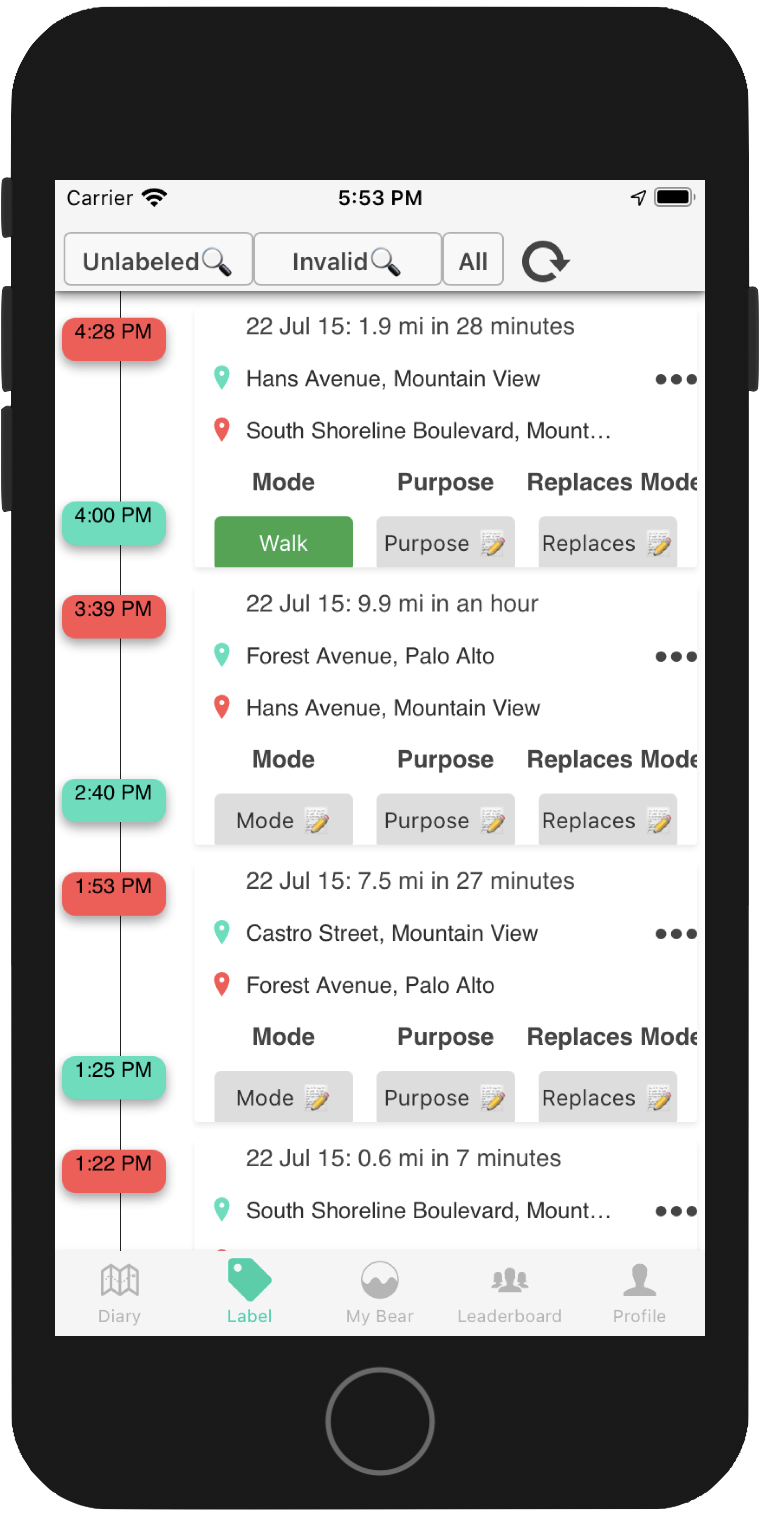 Carrier 5:53 PM
Unlabeled Invalid All
4:28 PM 22 Jul 15: 1.9 mi in 28 minutes
Hans Avenue, Mountain View
South Shoreline Boulevard, Mount...
Mode Purpose Replaces Mode
4:00 PM Walk Purpose Replaces
3:39 PM 22 Jul 15: 9.9 mi in an hour
Forest Avenue, Palo Alto
Hans Avenue, Mountain View
Mode Purpose Replaces Mode
2:40 PM Mode Purpose Replaces
1:53 PM 22 Jul 15: 7.5 mi in 27 minutes
Castro Street, Mountain View
Forest Avenue, Palo Alto
Mode Purpose Replaces Mode
1:25 PM Mode Purpose Replaces
1:22 PM 22 Jul 15: 0.6 mi in 7 minutes
South Shoreline Boulevard, Mount...
Diary Label My Bear Leaderboard Profile